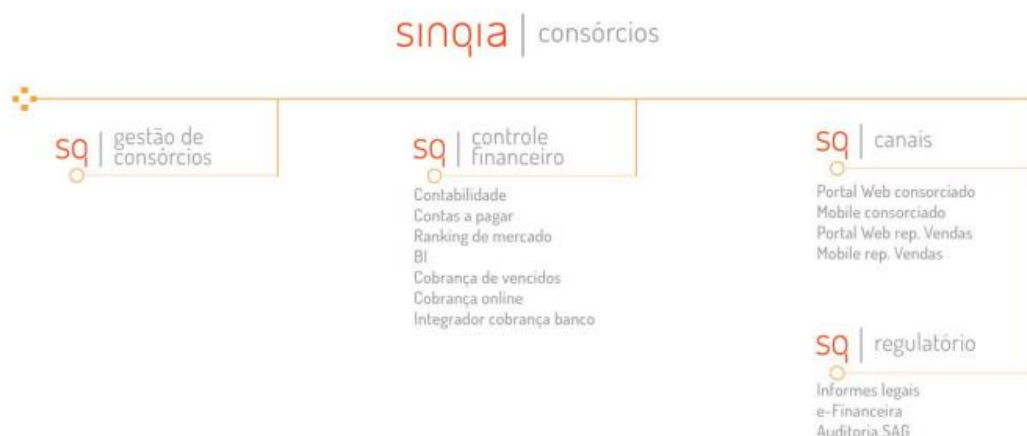 sinqia | consórcios
sq | gestão de
consórcios
sq | controle
financeiro
Contabilidade
Contas a pagar
Ranking de mercado
BI
Cobrança de vencidos
Cobrança online
Integrador cobrança banco
sq | canais
Portal Web consorciado
Mobile consorciado
Portal Web rep. Vendas
Mobile rep. Vendas
sq | regulatório
Informes legais
e-Financeira
Auditoria SAG